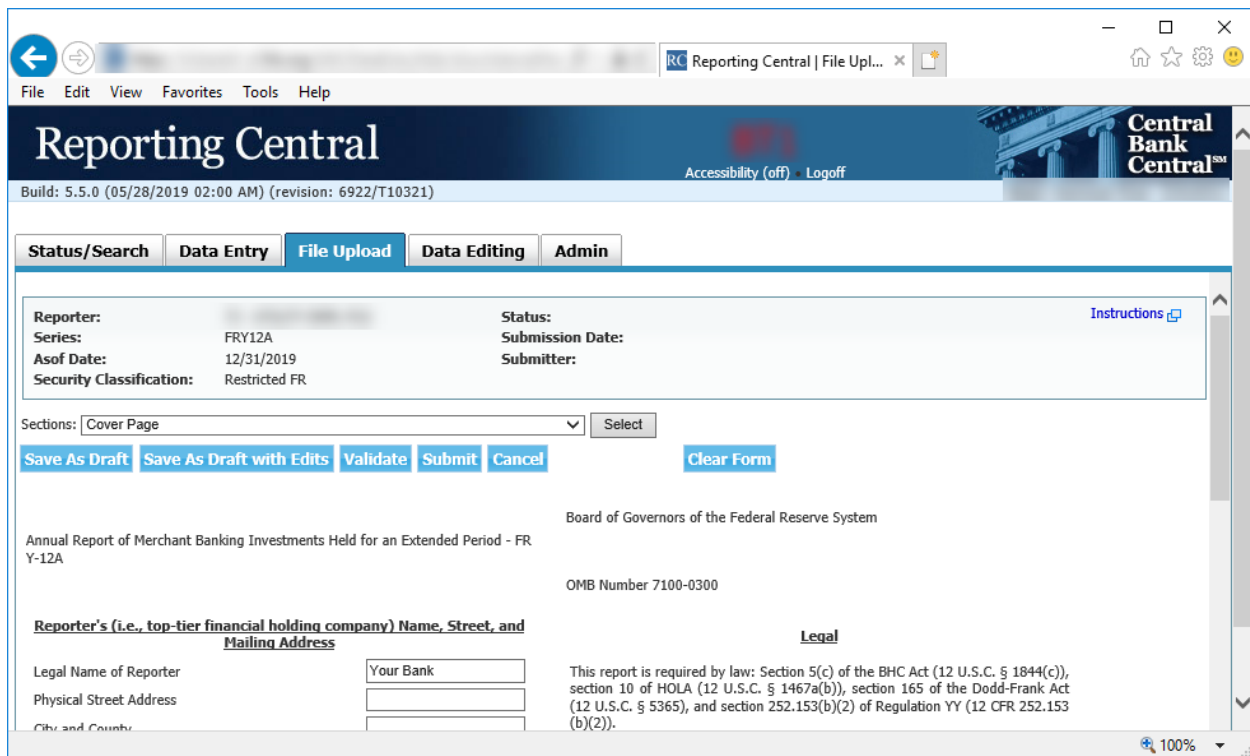 RC Reporting Central | File Upl...
File Edit View Favorites Tools Help
Reporting Central
Central
Bank
Central℠
Accessibility (off) • Logoff
Build: 5.5.0 (05/28/2019 02:00 AM) (revision: 6922/T10321)
Status/Search Data Entry File Upload Data Editing Admin
Reporter: Status: Instructions
Series: FRY12A Submission Date:
Asof Date: 12/31/2019 Submitter:
Security Classification: Restricted FR
Sections: Cover Page Select
Save As Draft Save As Draft with Edits Validate Submit Cancel Clear Form
Board of Governors of the Federal Reserve System
Annual Report of Merchant Banking Investments Held for an Extended Period - FR
Y-12A
OMB Number 7100-0300
Reporter's (i.e., top-tier financial holding company) Name, Street, and
Mailing Address
Legal Name of Reporter Your Bank
Physical Street Address
City and County
Legal
This report is required by law: Section 5(c) of the BHC Act (12 U.S.C. § 1844(c)),
section 10 of HOLA (12 U.S.C. § 1467a(b)), section 165 of the Dodd-Frank Act
(12 U.S.C. § 5365), and section 252.153(b)(2) of Regulation YY (12 CFR 252.153
(b)(2)).
100%